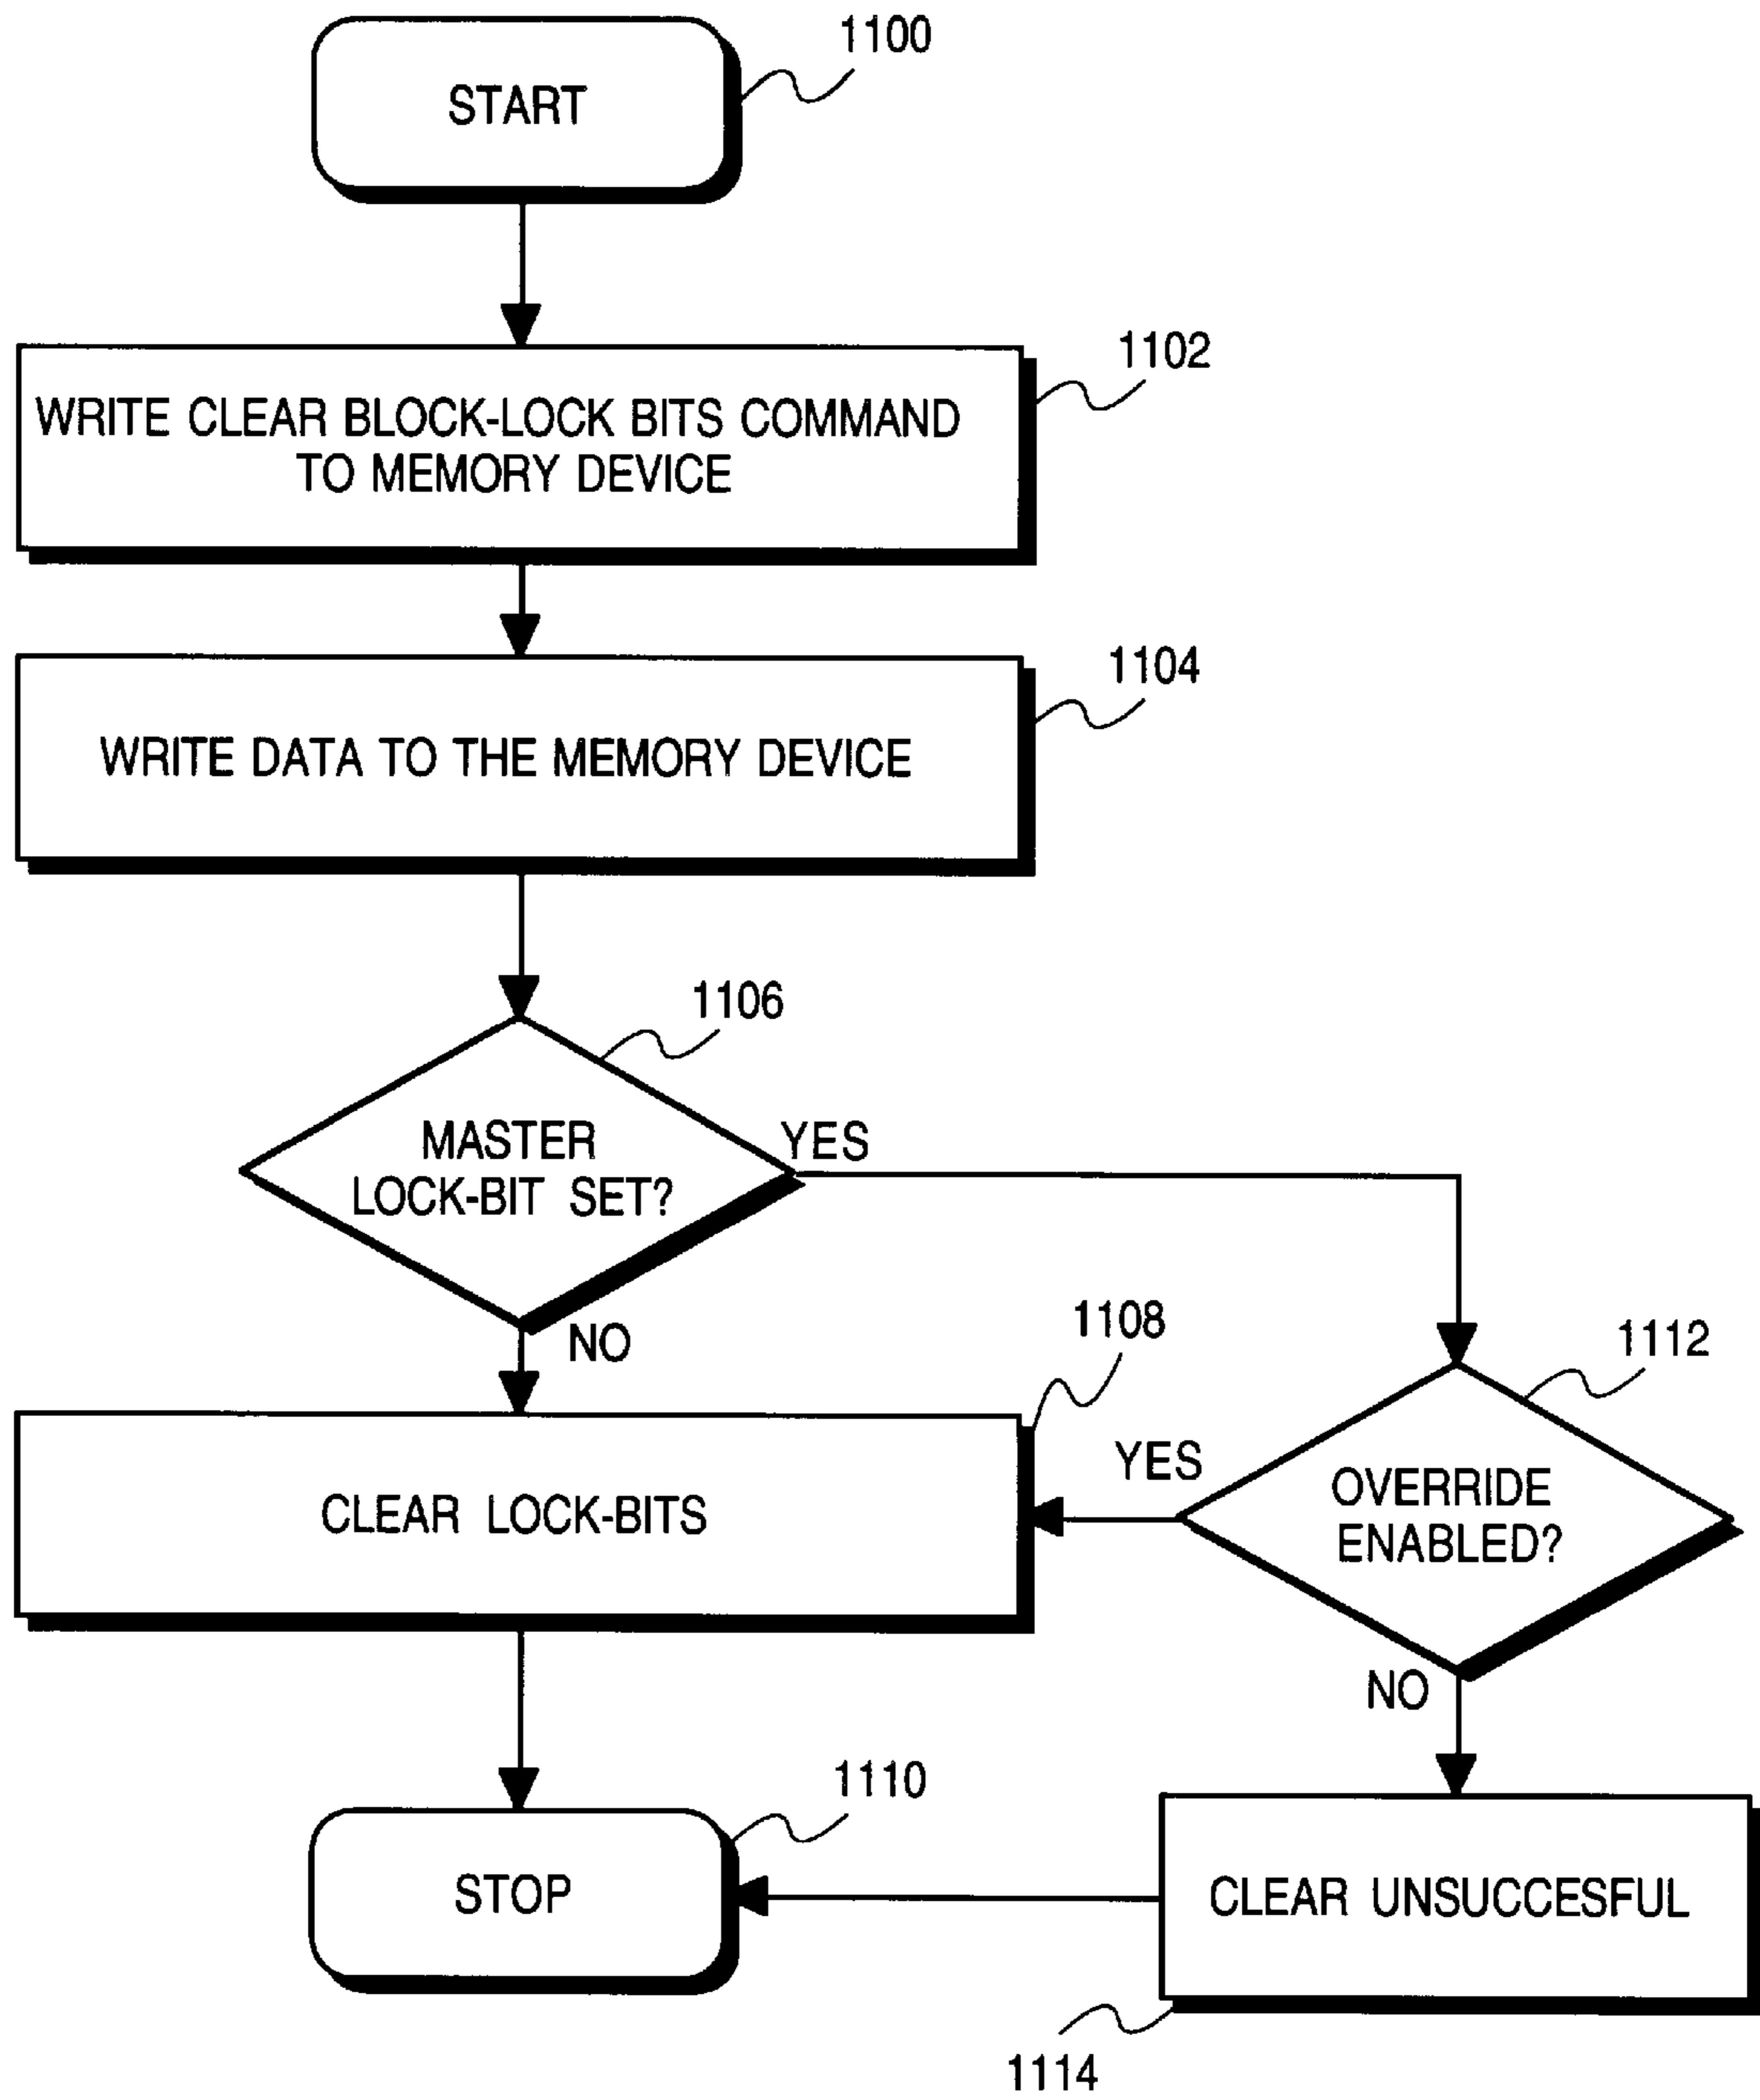 1100
START
1102
WRITE CLEAR BLOCK-LOCK BITS COMMAND
TO MEMORY DEVICE
1104
WRITE DATA TO THE MEMORY DEVICE
1106
MASTER
LOCK-BIT SET?
YES
NO
1108
1112
YES
OVERRIDE
ENABLED?
CLEAR LOCK-BITS
NO
1110
STOP
CLEAR UNSUCCESFUL
1114